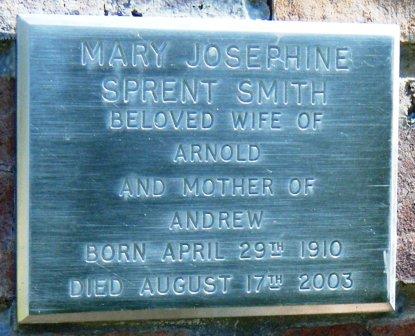 MARY JOSEPHINE
SPRENT SMITH
BELOVED WIFE OF
ARNOLD
AND MOTHER OF
ANDREW
BORN APRIL 29TH 1910
DIED AUGUST 17TH 2003